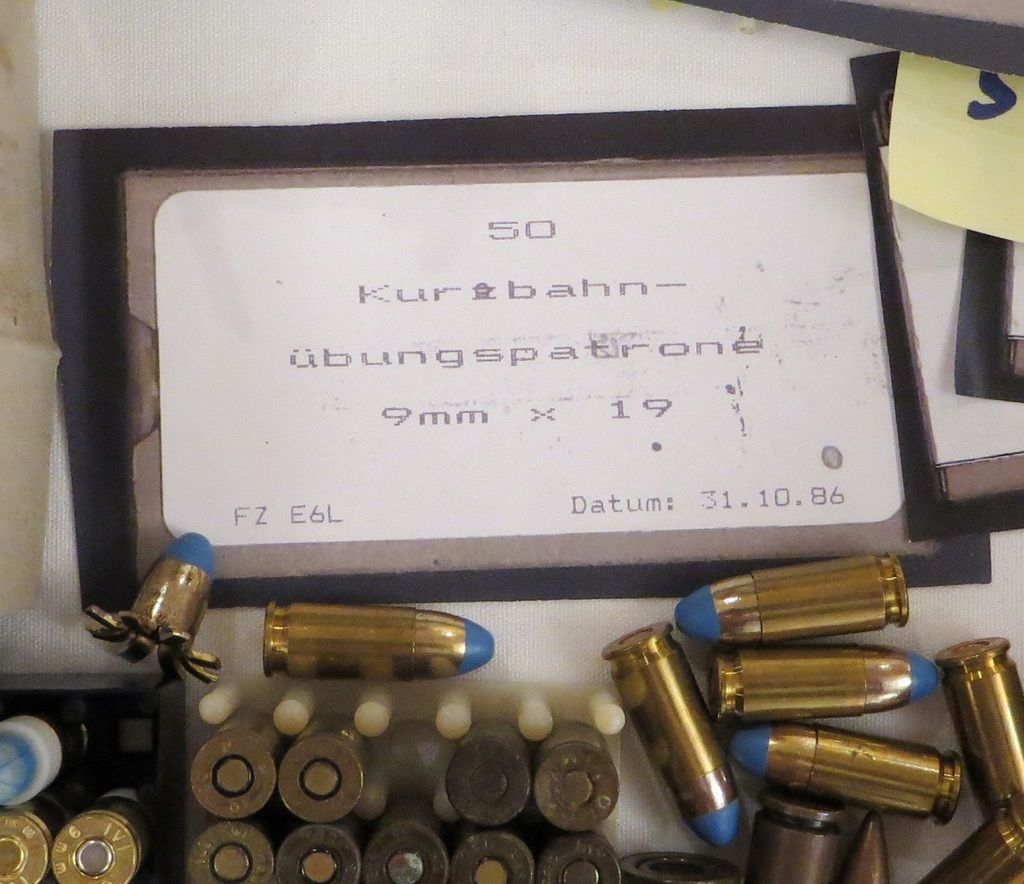 50
Kurzbahn-
übungspatrone
9mm x 19
FZ E6L
Datum: 31.10.86